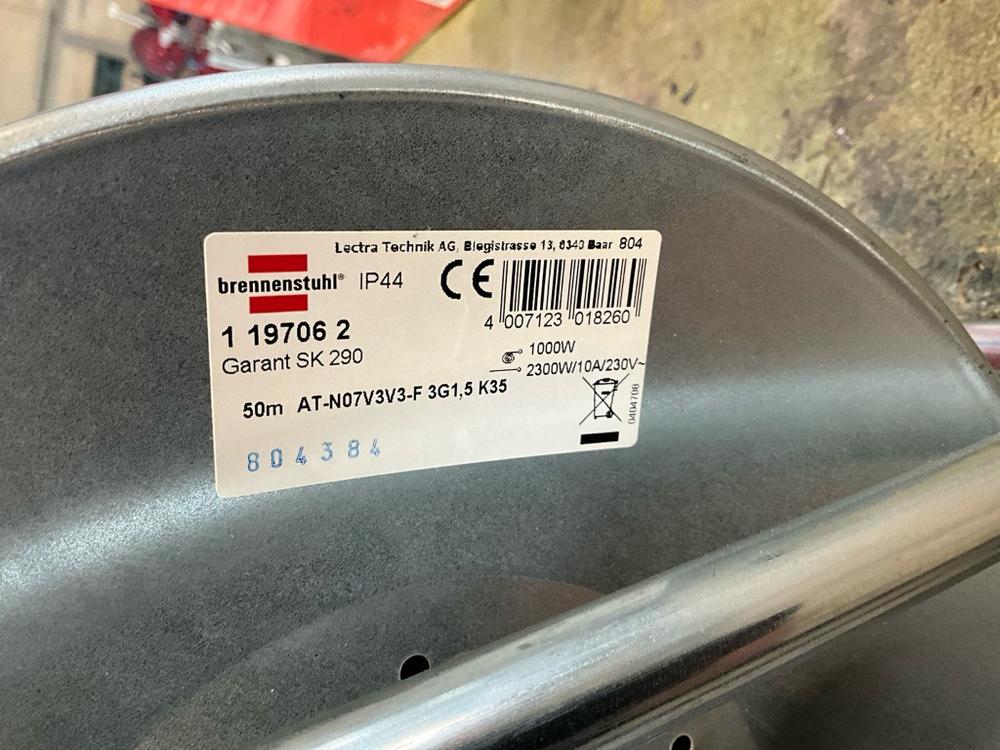 Lectra Technik AG, Blegistrasse 13, 6340 Baar 804
brennenstuhl® IP44 CE
4 007123 018260
1 19706 2
Garant SK 290
1000W
2300W/10A/230V~
50m AT-N07V3V3-F 3G1,5 K35
0404708
804384